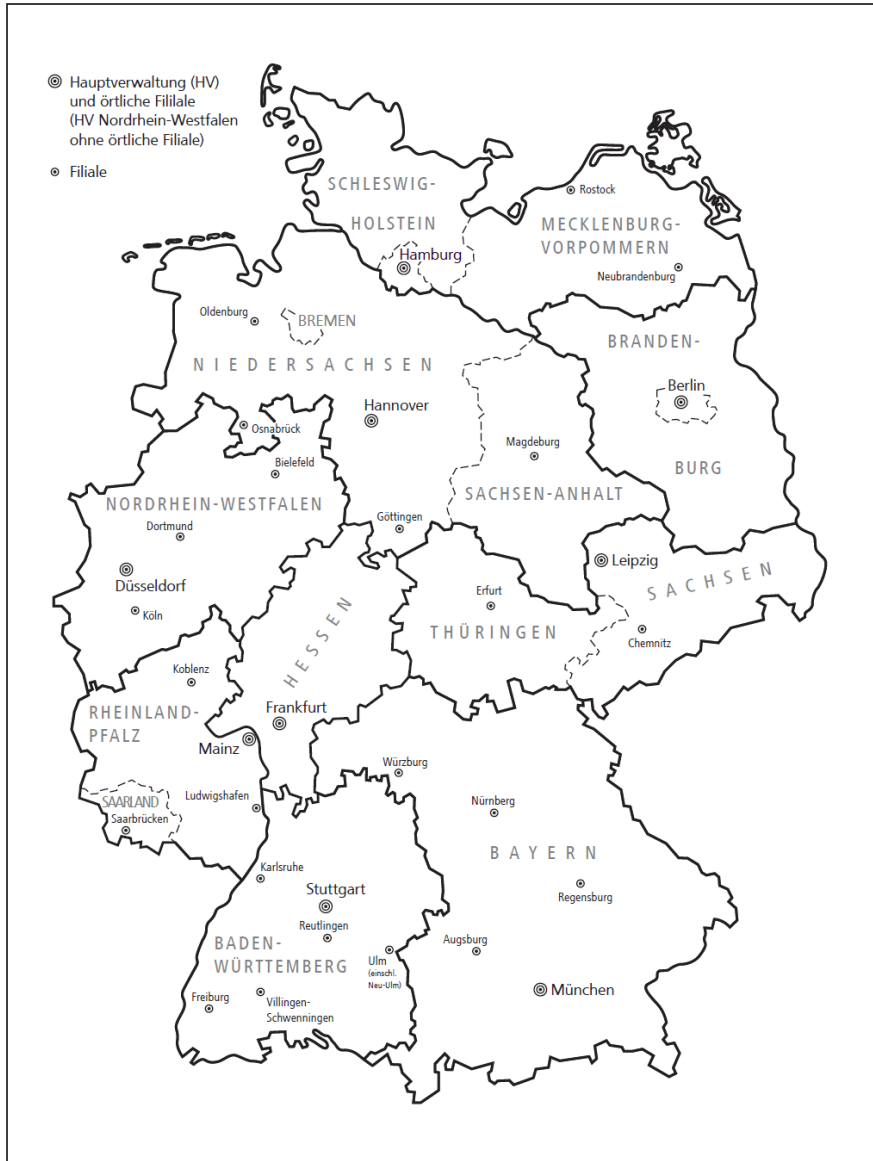 Hauptverwaltung (HV)
und örtliche Fililale
(HV Nordrhein-Westfalen
ohne örtliche Filiale)
Filiale
SCHLESWIG-
HOLSTEIN
Hamburg
Rostock
MECKLENBURG-
VORPOMMERN
Neubrandenburg
Oldenburg
BREMEN
NIEDERSACHSEN
Hannover
Osnabrück
Göttingen
BRANDEN-
Berlin
BURG
Magdeburg
SACHSEN-ANHALT
Bielefeld
NORDRHEIN-WESTFALEN
Dortmund
Düsseldorf
Köln
Leipzig
SACHSEN
Chemnitz
Erfurt
THÜRINGEN
HESSEN
Frankfurt
Koblenz
RHEINLAND-
PFALZ
Mainz
Ludwigshafen
SAARLAND
Saarbrücken
Würzburg
Nürnberg
BAYERN
Regensburg
Augsburg
München
Karlsruhe
Stuttgart
Reutlingen
BADEN-
WÜRTTEMBERG
Ulm
(einschl.
Neu-Ulm)
Freiburg
Villingen-
Schwenningen